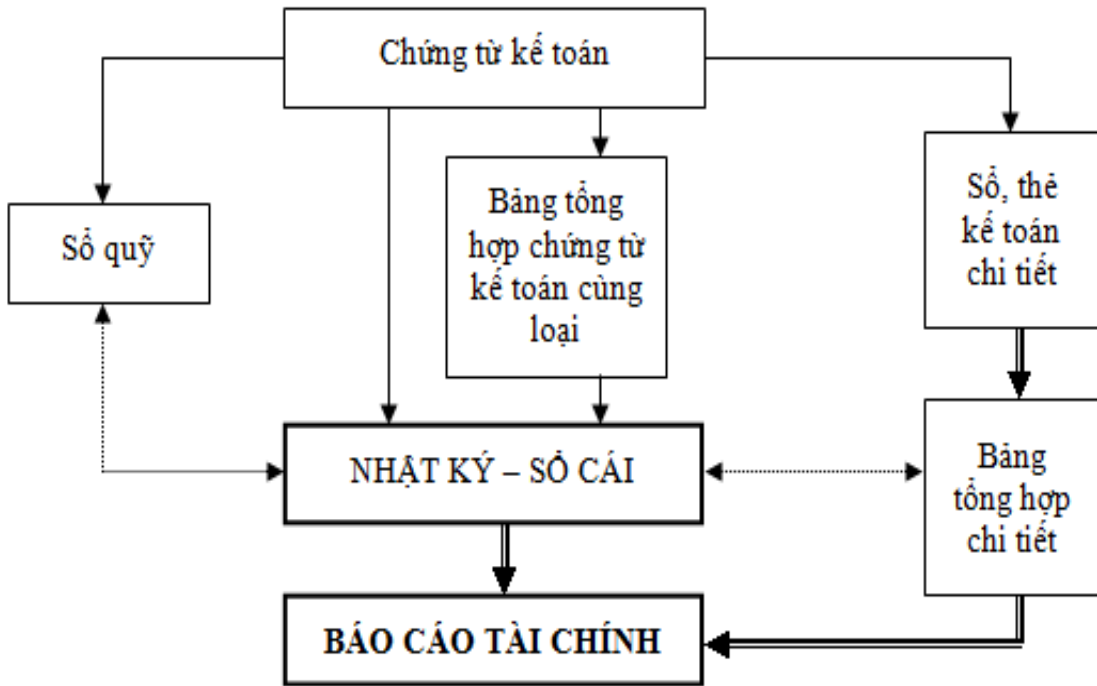 Chứng từ kế toán
Sổ quỹ
Bảng tổng
hợp chứng từ
kế toán cùng
loại
Sổ, thẻ
kế toán
chi tiết
NHẬT KÝ – SỔ CÁI
Bảng
tổng hợp
chi tiết
BÁO CÁO TÀI CHÍNH